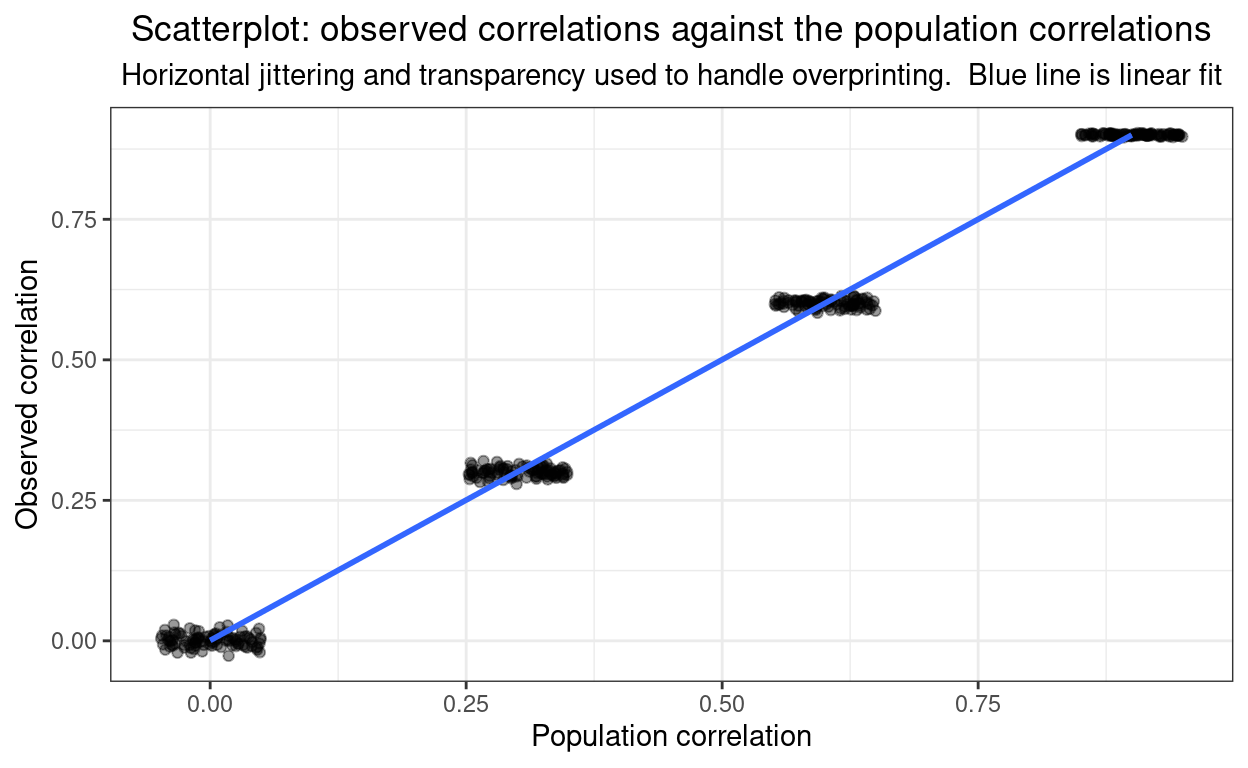 Scatterplot: observed correlations against the population correlations
Horizontal jittering and transparency used to handle overprinting.  Blue line is linear fit
Observed correlation
0.75
0.50
0.25
0.00
0.00 0.25 0.50 0.75
Population correlation